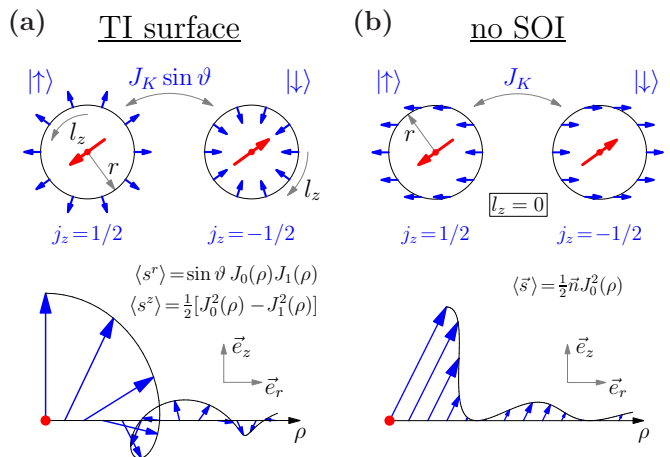 (a) TI surface
|↑⟩ J_K sin ϑ |↓⟩
l_z r l_z
j_z = 1/2 j_z = −1/2
⟨s^r⟩ = sin ϑ J_0(ρ)J_1(ρ)
⟨s^z⟩ = ½[J_0^2(ρ) − J_1^2(ρ)]
e⃗_z
e⃗_r
ρ
(b) no SOI
|↑⟩ J_K |↓⟩
r
l_z = 0
j_z = 1/2 j_z = −1/2
⟨s⃗⟩ = ½n⃗J_0^2(ρ)
e⃗_z
e⃗_r
ρ